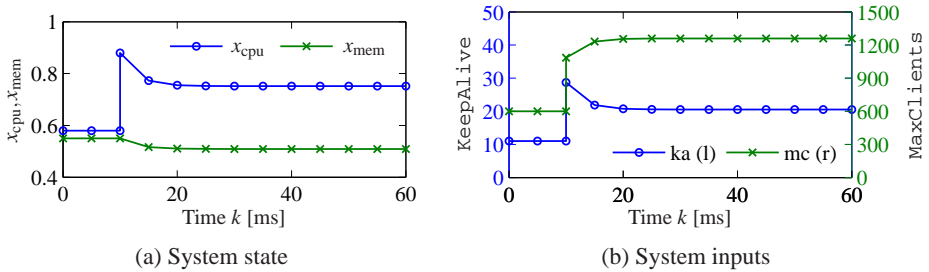 1
0.8
0.6
0.4
x_cpu, x_mem
x_cpu x_mem
0 20 40 60
Time k [ms]
(a) System state
50
40
30
20
10
0
KeepAlive
1500
1200
900
600
300
0
MaxClients
ka (l) mc (r)
0 20 40 60
Time k [ms]
(b) System inputs